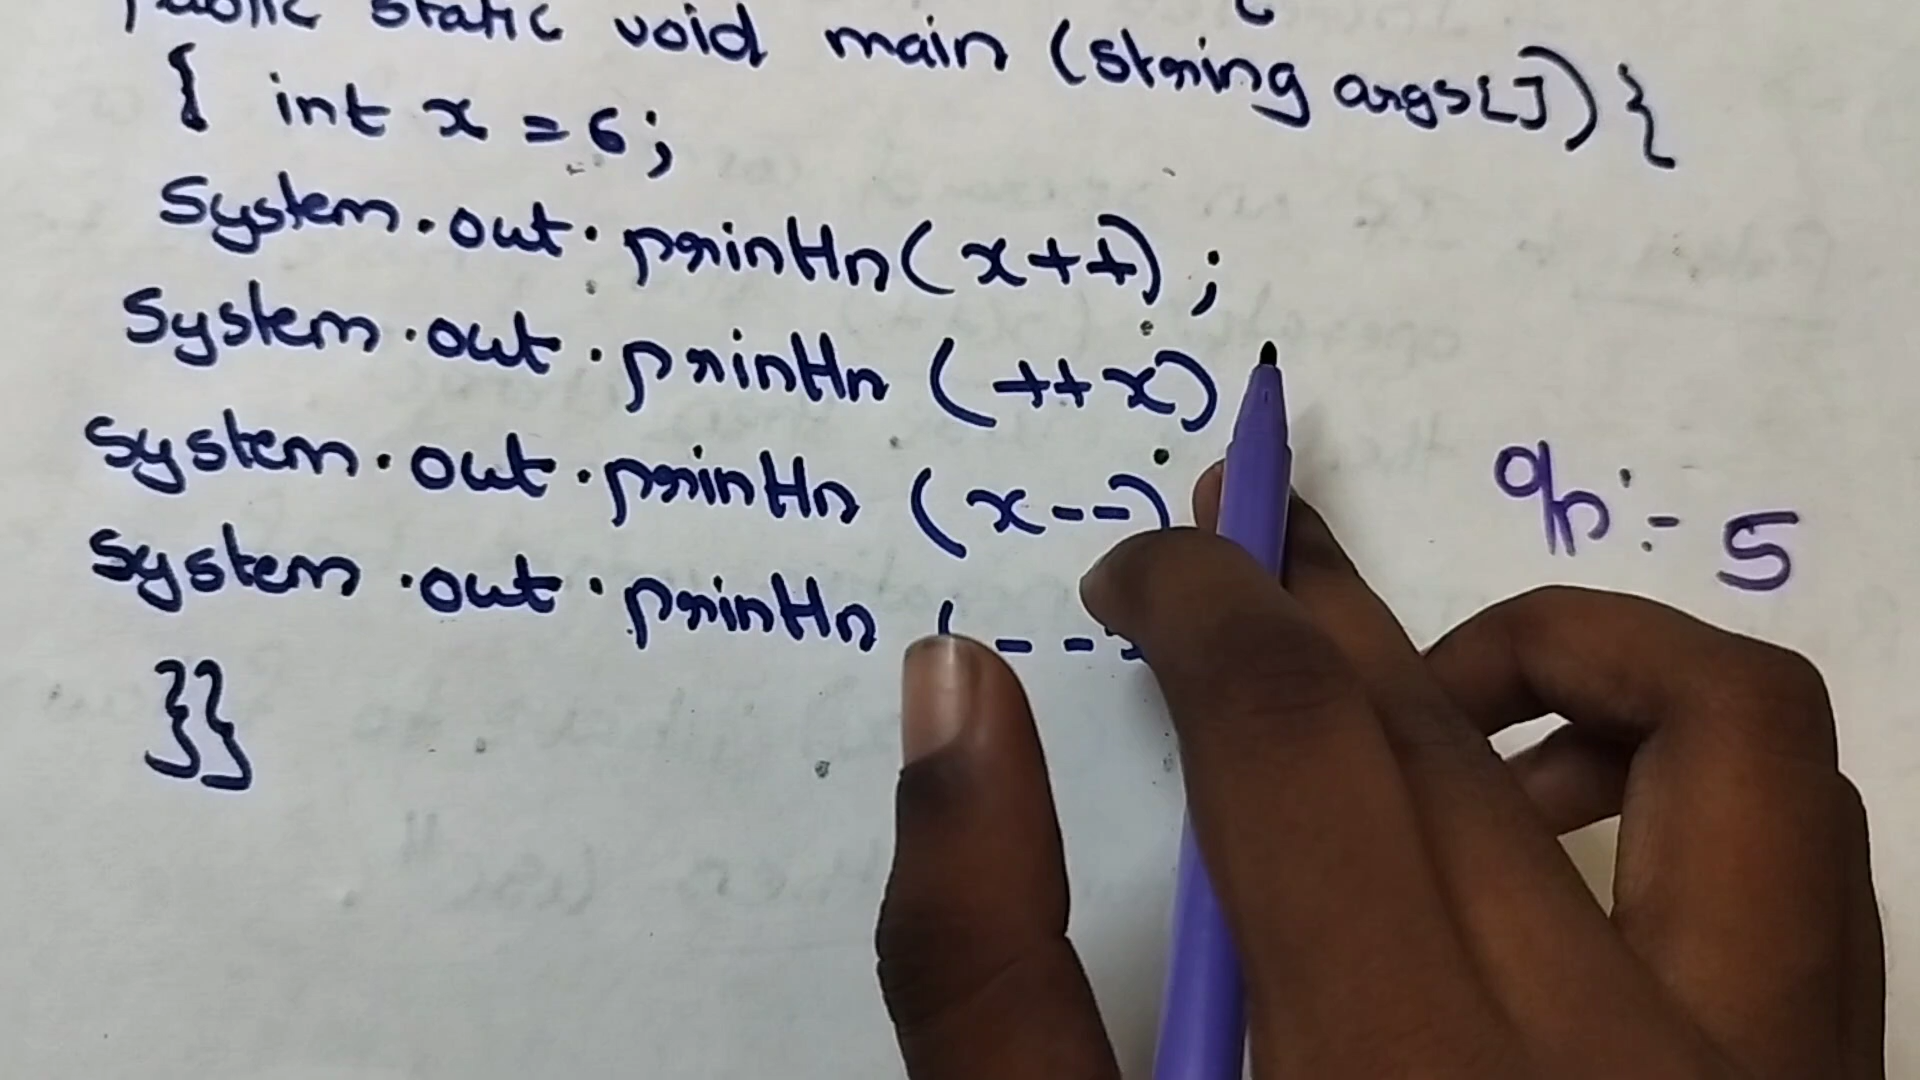 public static void main (string args[]) {
{ int x = 6;
System.out.println(x++);
System.out.println (++x)
System.out.println (x--)
System.out.println (--x
}}
o/p:- 5